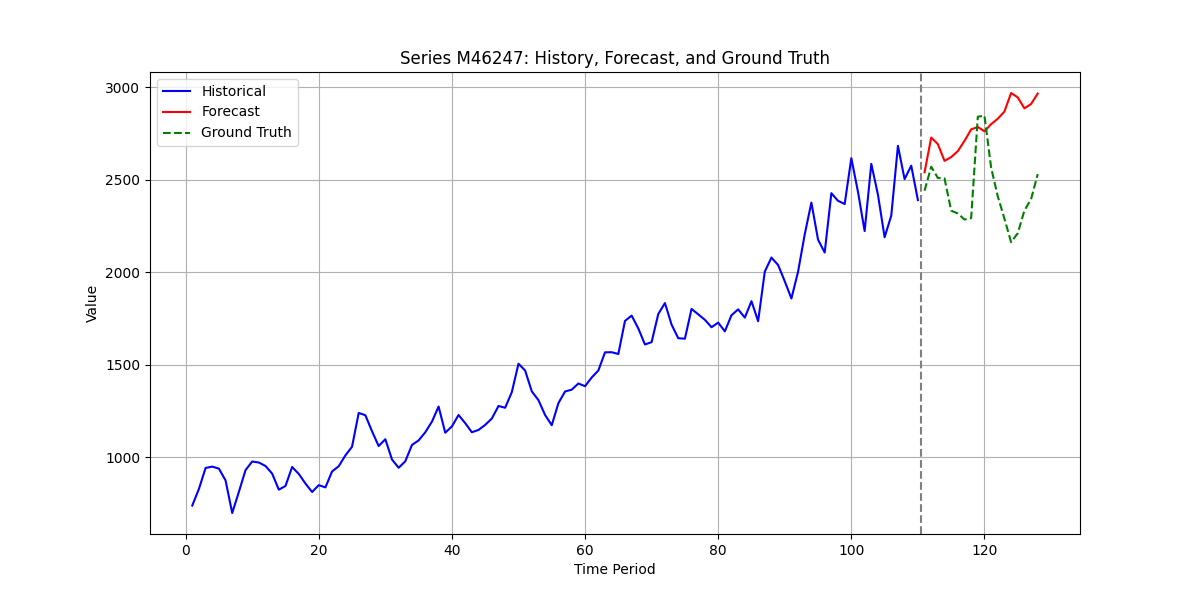 Series M46247: History, Forecast, and Ground Truth
Historical
Forecast
Ground Truth
3000
2500
2000
1500
1000
Value
0 20 40 60 80 100 120
Time Period